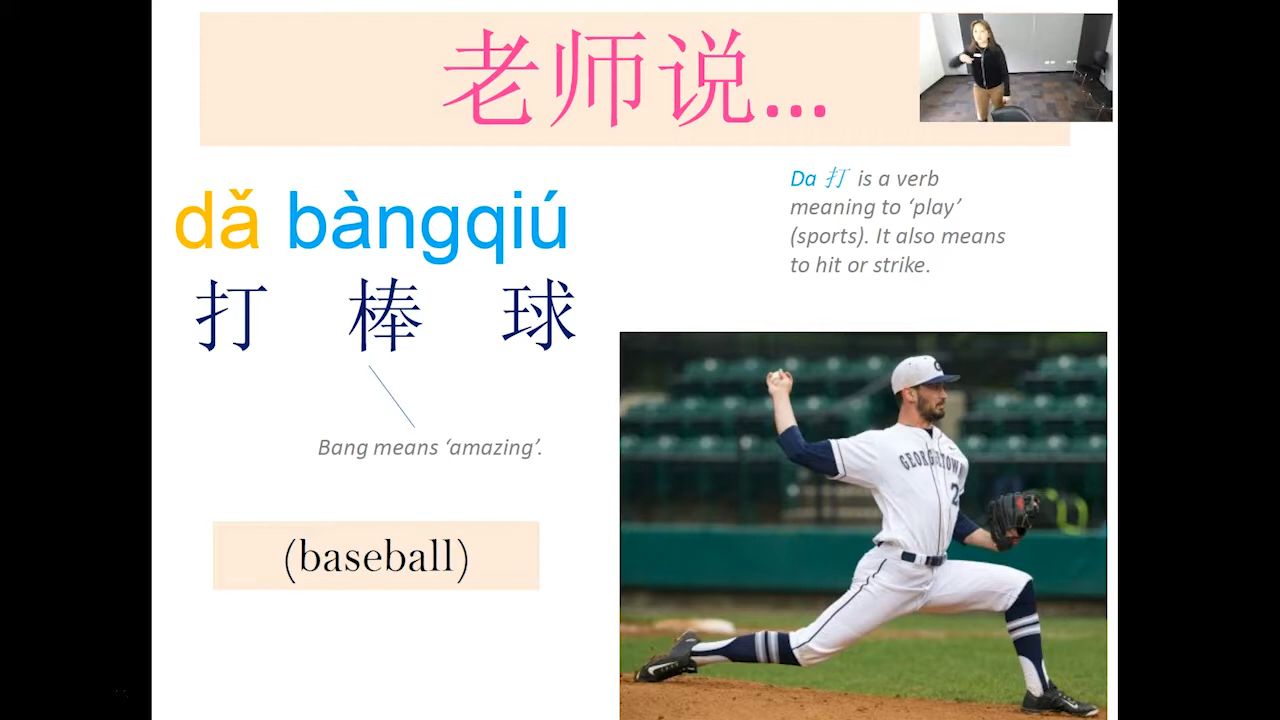 老师说...
dǎ bàngqiú
打 棒 球
Da 打 is a verb
meaning to ‘play’
(sports). It also means
to hit or strike.
Bang means ‘amazing’.
(baseball)
GEORGETOWN
2